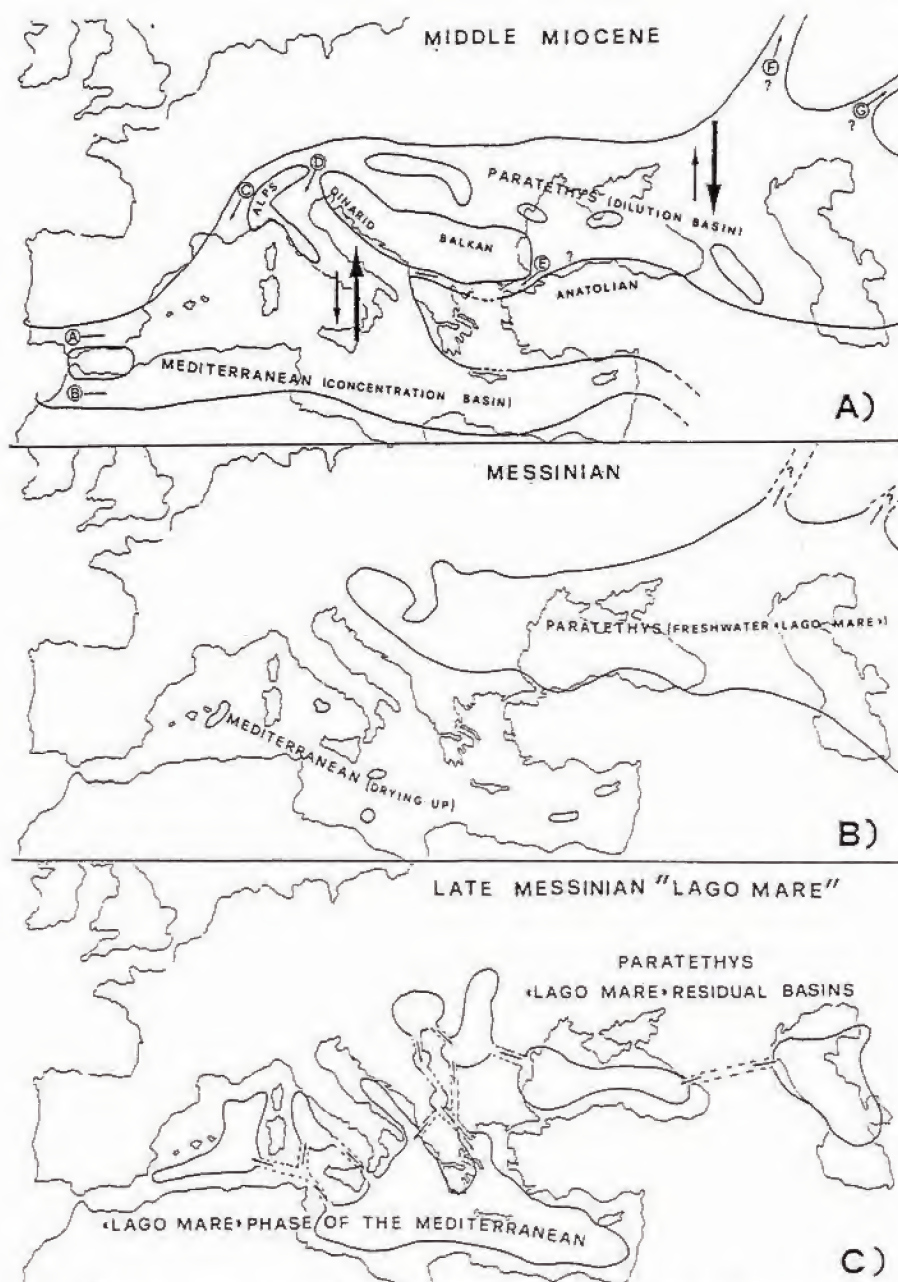 MIDDLE MIOCENE
F
?
G
?
D
C
ALPS
DINARID
PARATETHYS (DILUTION BASIN)
BALKAN
E
?
ANATOLIAN
A
MEDITERRANEAN (CONCENTRATION BASIN)
B
A)
MESSINIAN
?
?
PARATETHYS (FRESHWATER «LAGO-MARE»)
MEDITERRANEAN
(DRYING UP)
B)
LATE MESSINIAN "LAGO MARE"
PARATETHYS
«LAGO MARE» RESIDUAL BASINS
«LAGO MARE» PHASE OF THE MEDITERRANEAN
C)